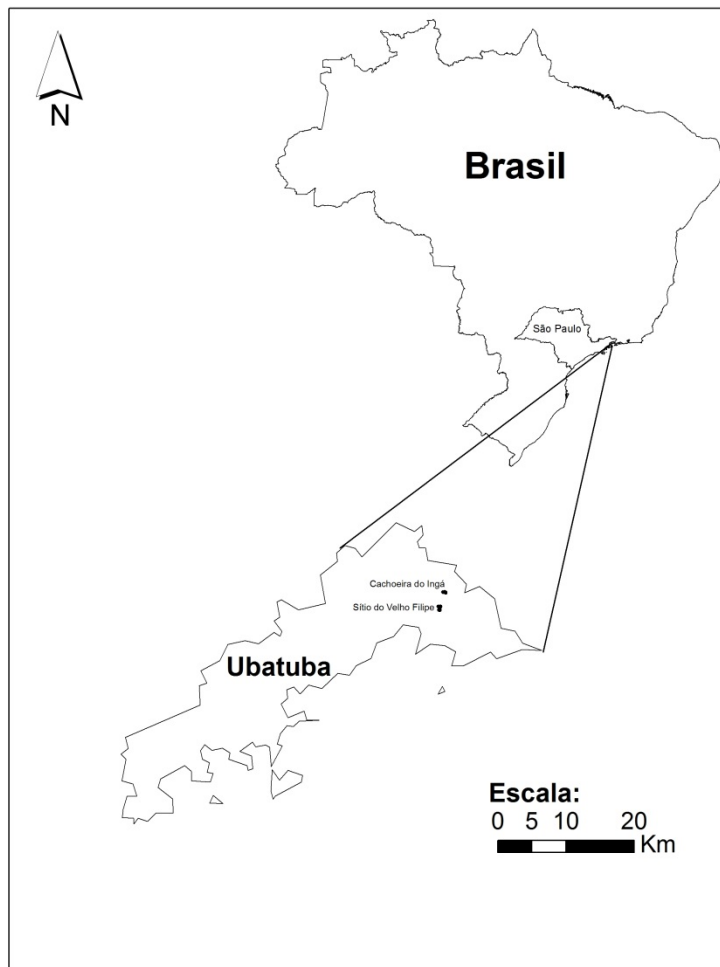 N
Brasil
São Paulo
Cachoeira do Ingá
Sítio do Velho Filipe
Ubatuba
Escala:
0 5 10 20
Km